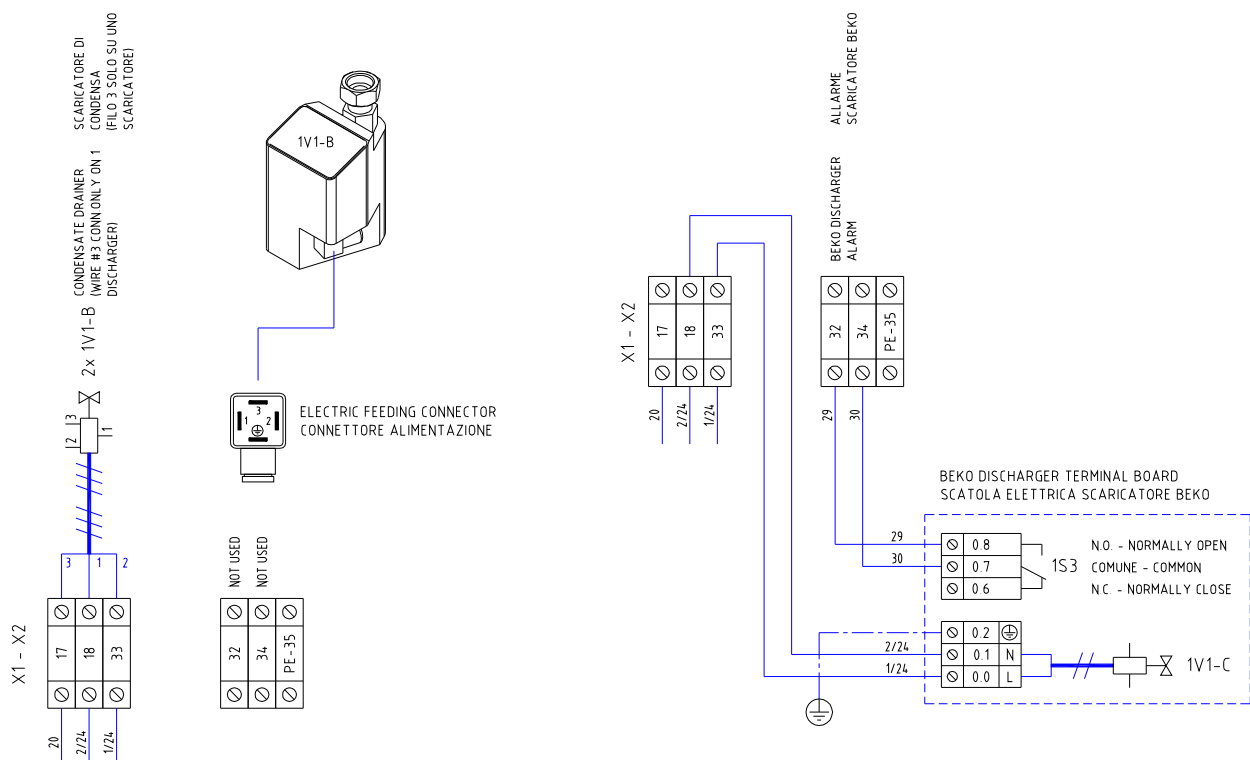 SCARICATORE DI
CONDENSA
(FILO 3 SOLO SU UNO
SCARICATORE)
CONDENSATE DRAINER
(WIRE #3 CONN ONLY ON 1
DISCHARGER)
2x 1V1-B
3
2
1
3
1
2
X1 - X2
17
18
33
20
2/24
1/24
1V1-B
3
1
2
ELECTRIC FEEDING CONNECTOR
CONNETTORE ALIMENTAZIONE
NOT USED
NOT USED
32
34
PE-35
ALLARME
SCARICATORE BEKO
BEKO DISCHARGER
ALARM
X1 - X2
17
18
33
20
2/24
1/24
32
34
PE-35
29
30
BEKO DISCHARGER TERMINAL BOARD
SCATOLA ELETTRICA SCARICATORE BEKO
29
0.8
N.O. - NORMALLY OPEN
30
0.7
1S3
COMUNE - COMMON
0.6
N.C. - NORMALLY CLOSE
0.2
2/24
0.1
N
1/24
0.0
L
1V1-C